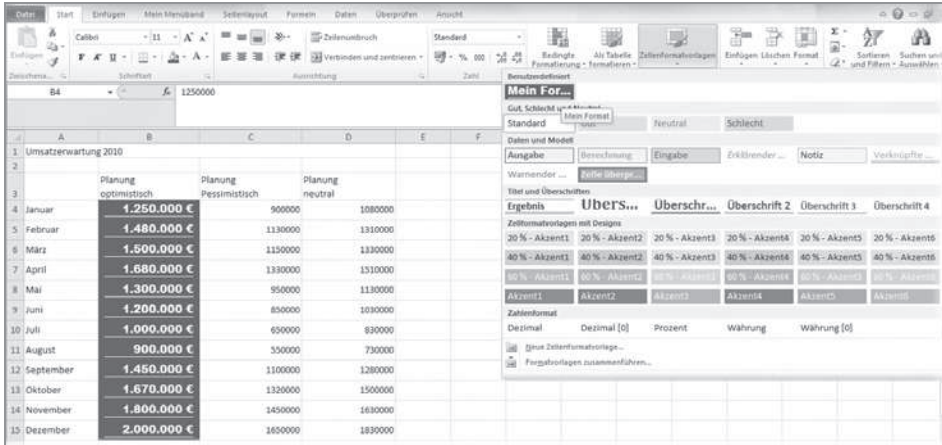 Datei Start Einfügen Mein Menüband Seitenlayout Formeln Daten Überprüfen Ansicht
Calibri 11 A A Zeilenumbruch Standard
Einfügen F K U A Verbinden und zentrieren % 000 Bedingte Formatierung Als Tabelle formatieren Zellenformatvorlagen Einfügen Löschen Format Sortieren und Filtern Suchen und Auswählen
Zwischena... Schriftart Ausrichtung Zahl
B4 fx 1250000
A B C D E F
1 Umsatzerwartung 2010
2
3 Planung optimistisch Planung Pessimistisch Planung neutral
4 Januar 1.250.000 € 900000 1080000
5 Februar 1.480.000 € 1130000 1310000
6 März 1.500.000 € 1150000 1330000
7 April 1.680.000 € 1330000 1510000
8 Mai 1.300.000 € 950000 1130000
9 Juni 1.200.000 € 850000 1030000
10 Juli 1.000.000 € 650000 830000
11 August 900.000 € 550000 730000
12 September 1.450.000 € 1100000 1280000
13 Oktober 1.670.000 € 1320000 1500000
14 November 1.800.000 € 1450000 1630000
15 Dezember 2.000.000 € 1650000 1830000
Benutzerdefiniert
Mein For...
Gut, Schlecht und Neutral
Mein Format
Standard Neutral Schlecht
Daten und Modell
Ausgabe Berechnung Eingabe Erklärender ... Notiz Verknüpfte ...
Warnender ... Zelle überpr...
Titel und Überschriften
Ergebnis Übers... Überschr... Überschrift 2 Überschrift 3 Überschrift 4
Zellformatvorlagen mit Designs
20 % - Akzent1 20 % - Akzent2 20 % - Akzent3 20 % - Akzent4 20 % - Akzent5 20 % - Akzent6
40 % - Akzent1 40 % - Akzent2 40 % - Akzent3 40 % - Akzent4 40 % - Akzent5 40 % - Akzent6
60 % - Akzent1 60 % - Akzent2 60 % - Akzent3 60 % - Akzent4 60 % - Akzent5 60 % - Akzent6
Akzent1 Akzent2 Akzent3 Akzent4 Akzent5 Akzent6
Zahlenformat
Dezimal Dezimal [0] Prozent Währung Währung [0]
Neue Zellenformatvorlage...
Formatvorlagen zusammenführen...